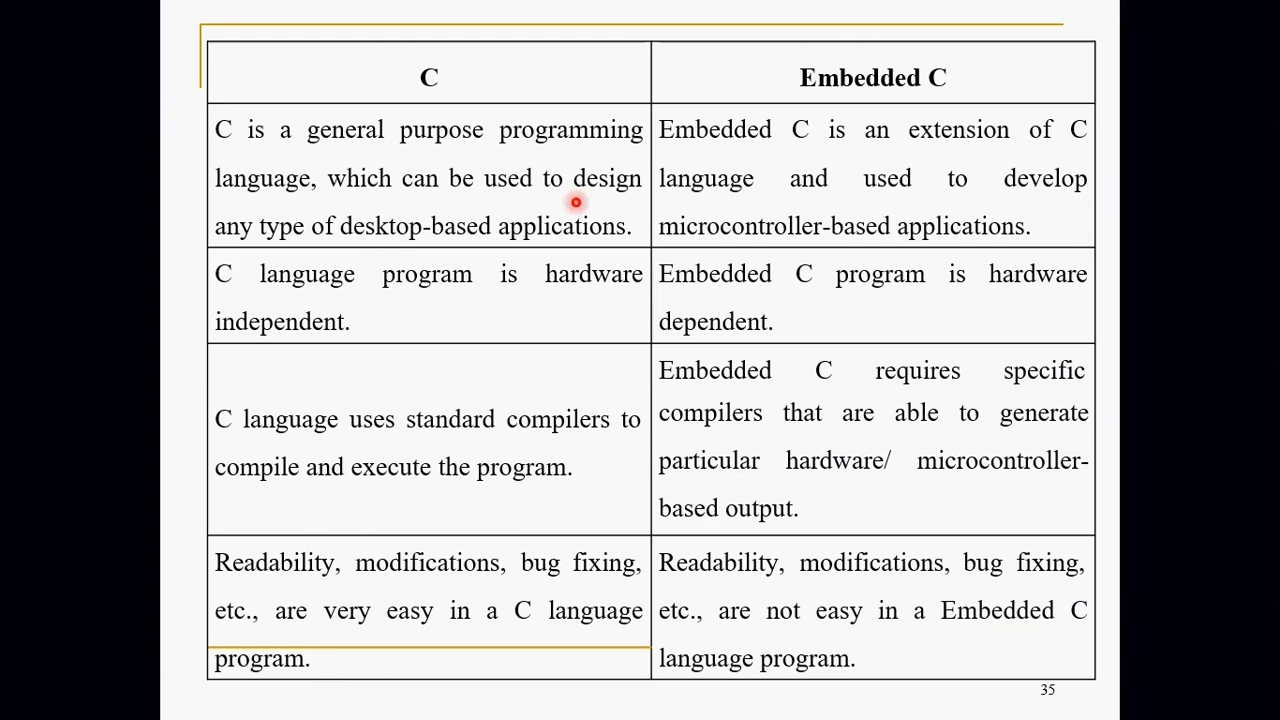 C
Embedded C
C is a general purpose programming
language, which can be used to design
any type of desktop-based applications.
Embedded C is an extension of C
language and used to develop
microcontroller-based applications.
C language program is hardware
independent.
Embedded C program is hardware
dependent.
C language uses standard compilers to
compile and execute the program.
Embedded C requires specific
compilers that are able to generate
particular hardware/ microcontroller-
based output.
Readability, modifications, bug fixing,
etc., are very easy in a C language
program.
Readability, modifications, bug fixing,
etc., are not easy in a Embedded C
language program.
35